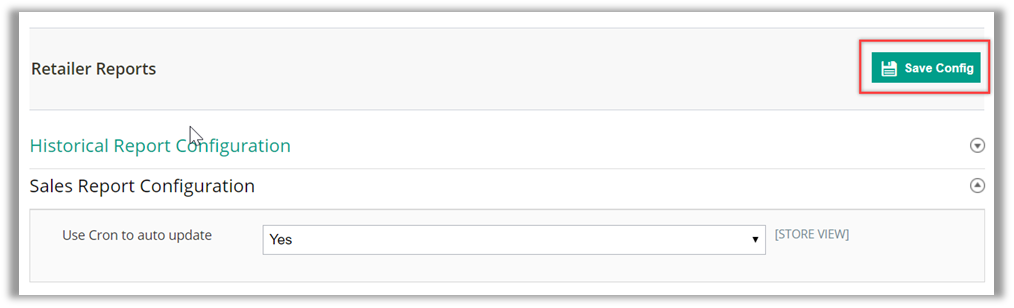 Retailer Reports
Save Config
Historical Report Configuration
Sales Report Configuration
Use Cron to auto update
Yes
[STORE VIEW]